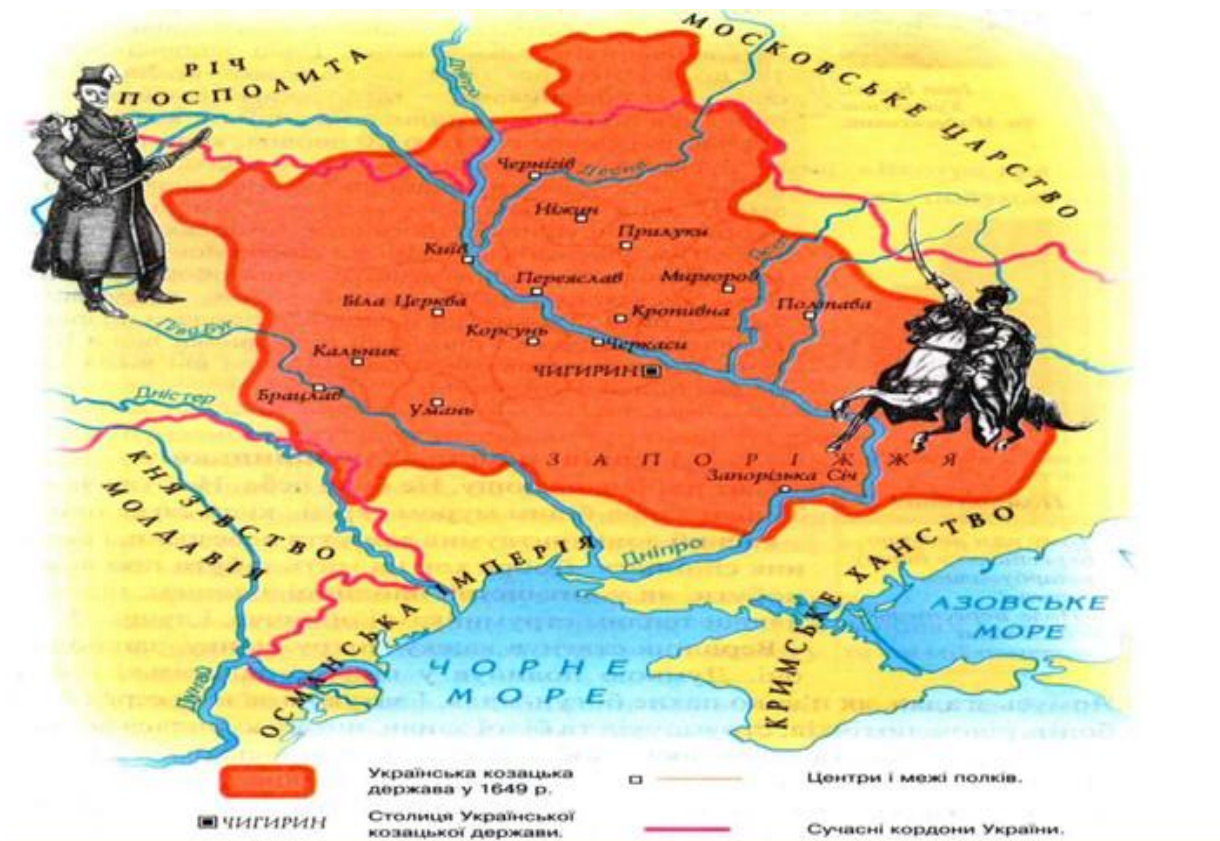 РІЧ
ПОСПОЛИТА
МОСКОВСЬКЕ ЦАРСТВО
Дніпро
Чернігів
Десна
Ніжин
Прилуки
Київ
Псел
Переяслав
Миргород
Біла Церква
Кропивна
Полтава
Корсунь
Черкаси
Кальник
ЧИГИРИН
Брацлав
Умань
Дністер
ЗАПОРІЖЖЯ
Запорізька Січ
КНЯЗІВСТВО
МОЛДАВІЯ
Дніпро
ОСМАНСЬКА ІМПЕРІЯ
КРИМСЬКЕ ХАНСТВО
АЗОВСЬКЕ
МОРЕ
ЧОРНЕ
МОРЕ
Дунай
Українська козацька
держава у 1649 р.
Центри і межі полків.
ЧИГИРИН
Столиця Української
козацької держави.
Сучасні кордони України.